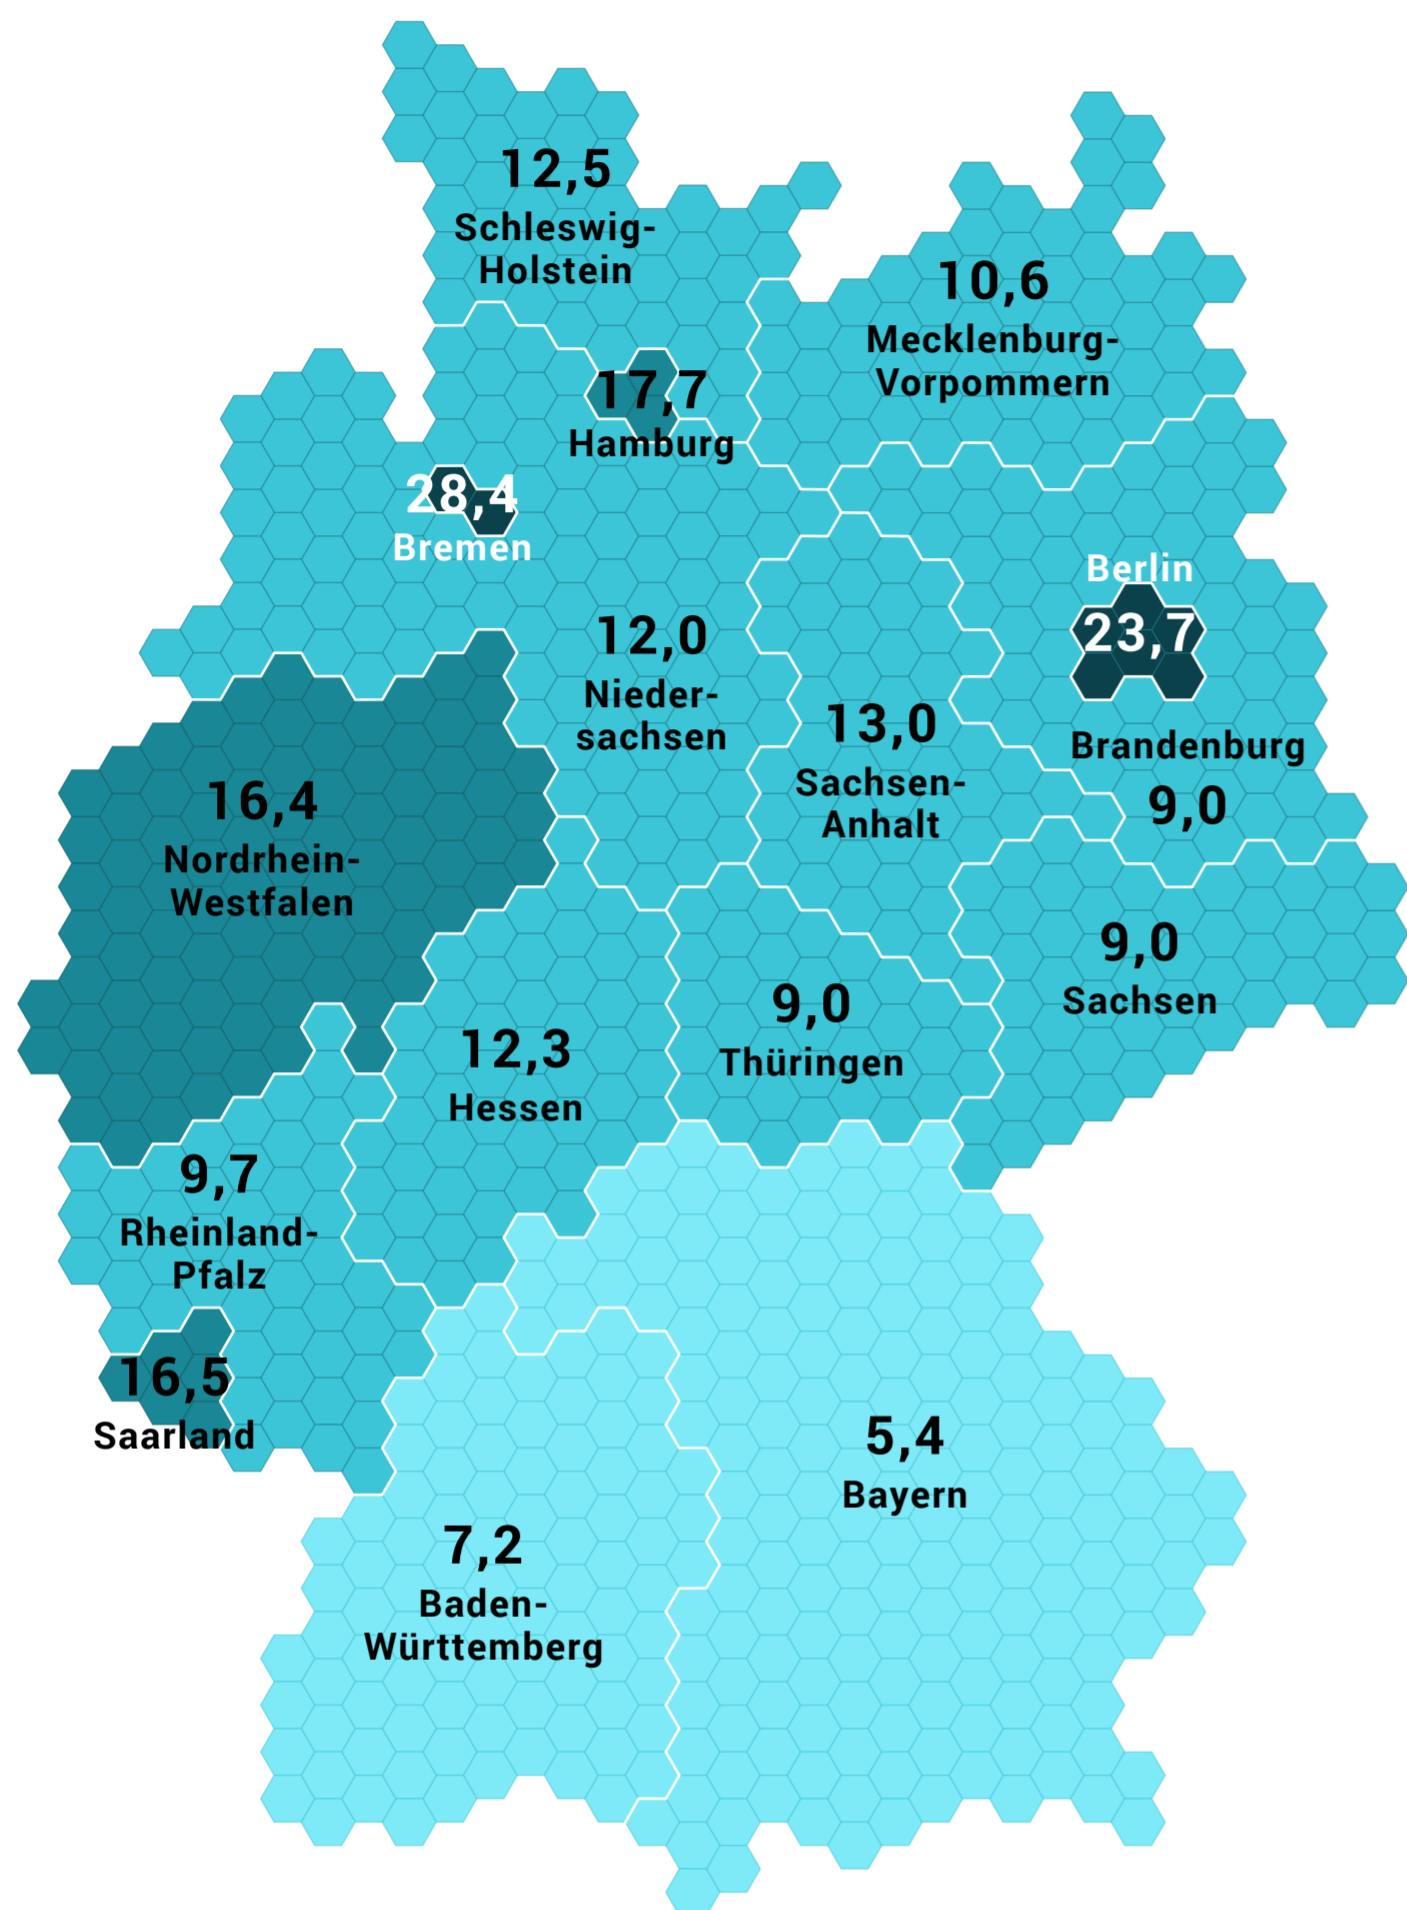 12,5
Schleswig-
Holstein
10,6
Mecklenburg-
Vorpommern
17,7
Hamburg
28,4
Bremen
Berlin
23,7
12,0
Nieder-
sachsen
13,0
Sachsen-
Anhalt
Brandenburg
9,0
16,4
Nordrhein-
Westfalen
9,0
Sachsen
9,0
Thüringen
12,3
Hessen
9,7
Rheinland-
Pfalz
16,5
Saarland
5,4
Bayern
7,2
Baden-
Württemberg